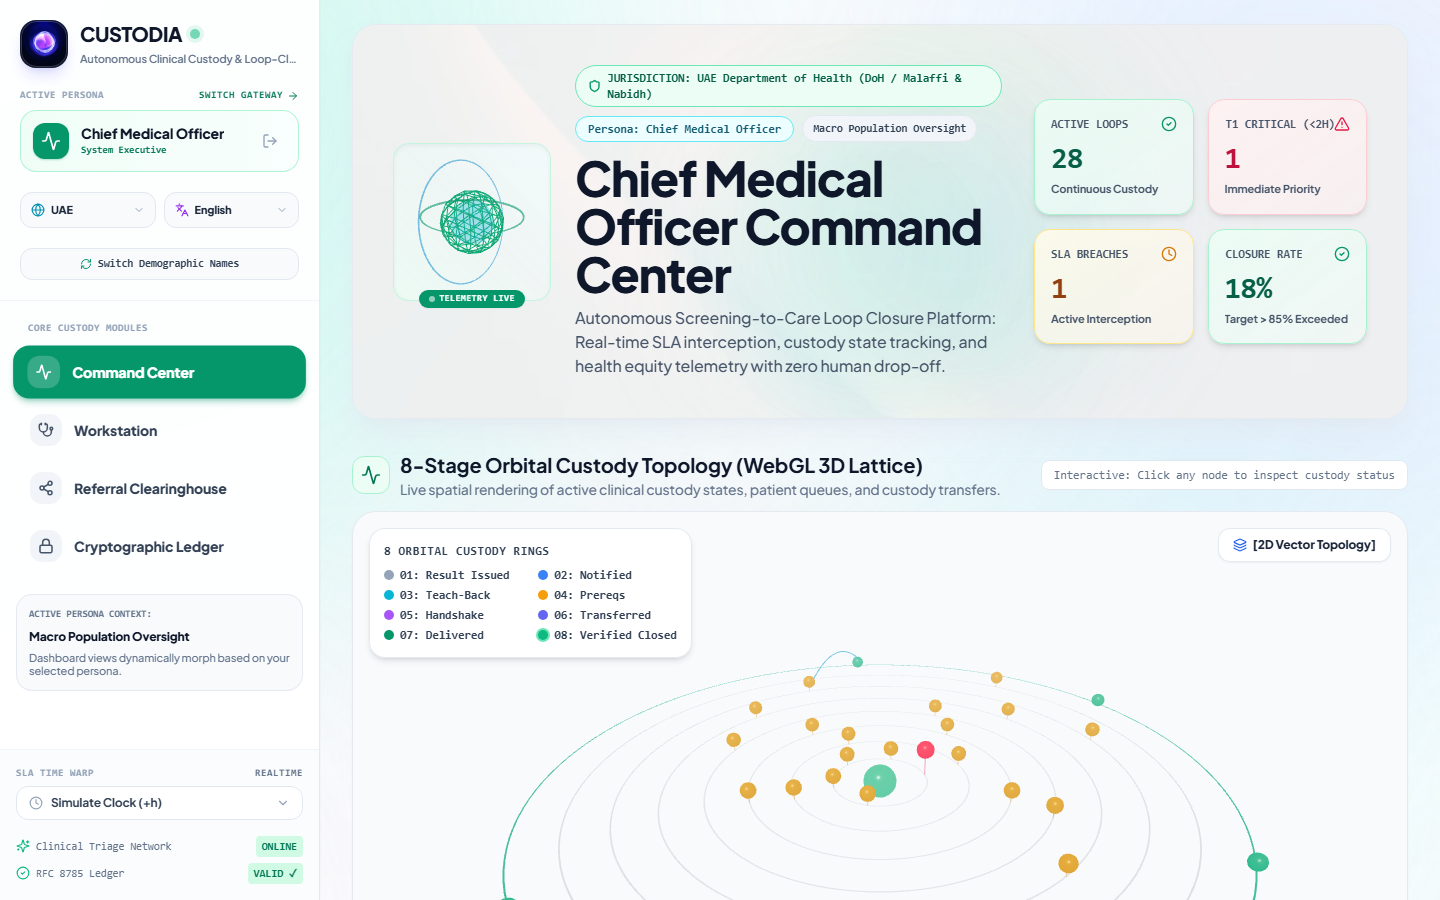 CUSTODIA
Autonomous Clinical Custody & Loop-Cl...
ACTIVE PERSONA
SWITCH GATEWAY →
Chief Medical Officer
System Executive
UAE
English
Switch Demographic Names
CORE CUSTODY MODULES
Command Center
Workstation
Referral Clearinghouse
Cryptographic Ledger
ACTIVE PERSONA CONTEXT:
Macro Population Oversight
Dashboard views dynamically morph based on your
selected persona.
SLA TIME WARP
REALTIME
Simulate Clock (+h)
Clinical Triage Network
ONLINE
RFC 8785 Ledger
VALID ✓
JURISDICTION: UAE Department of Health (DoH / Malaffi &
Nabidh)
Persona: Chief Medical Officer
Macro Population Oversight
TELEMETRY LIVE
Chief Medical
Officer Command
Center
Autonomous Screening-to-Care Loop Closure Platform:
Real-time SLA interception, custody state tracking, and
health equity telemetry with zero human drop-off.
ACTIVE LOOPS
28
Continuous Custody
T1 CRITICAL (<2H)
1
Immediate Priority
SLA BREACHES
1
Active Interception
CLOSURE RATE
18%
Target > 85% Exceeded
8-Stage Orbital Custody Topology (WebGL 3D Lattice)
Live spatial rendering of active clinical custody states, patient queues, and custody transfers.
Interactive: Click any node to inspect custody status
8 ORBITAL CUSTODY RINGS
01: Result Issued
02: Notified
03: Teach-Back
04: Prereqs
05: Handshake
06: Transferred
07: Delivered
08: Verified Closed
[2D Vector Topology]